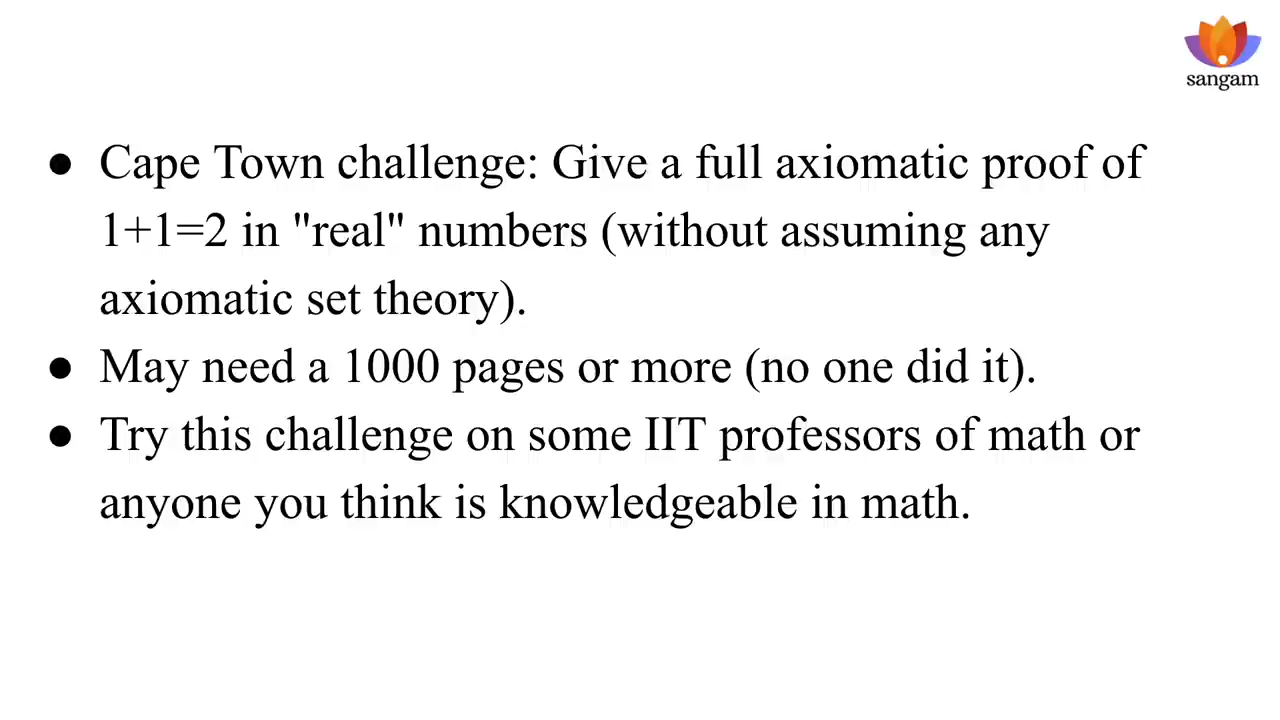 sangam
● Cape Town challenge: Give a full axiomatic proof of
1+1=2 in "real" numbers (without assuming any
axiomatic set theory).
● May need a 1000 pages or more (no one did it).
● Try this challenge on some IIT professors of math or
anyone you think is knowledgeable in math.